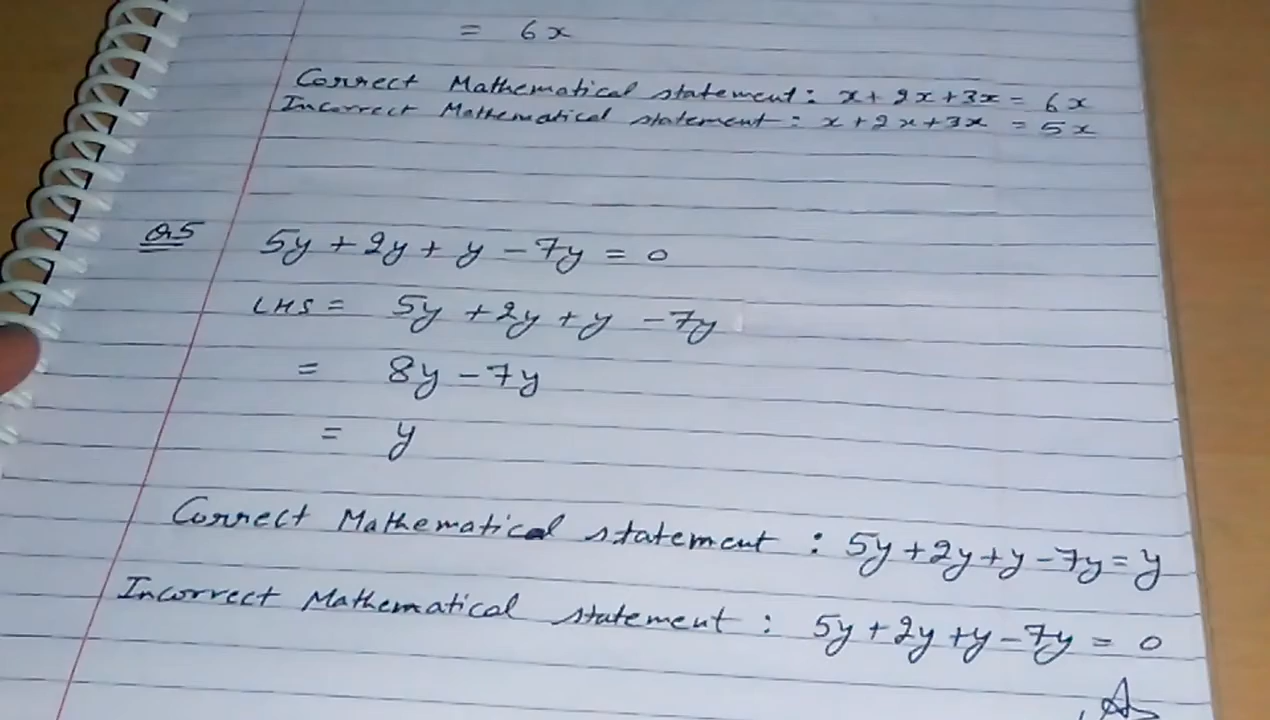 = 6x
Correct Mathematical statement: x + 2x + 3x = 6x
Incorrect Mathematical statement : x + 2x + 3x = 5x
Q5 5y + 2y + y - 7y = 0
LHS = 5y + 2y + y - 7y
= 8y - 7y
= y
Correct Mathematical statement : 5y + 2y + y - 7y = y
Incorrect Mathematical statement : 5y + 2y + y - 7y = 0